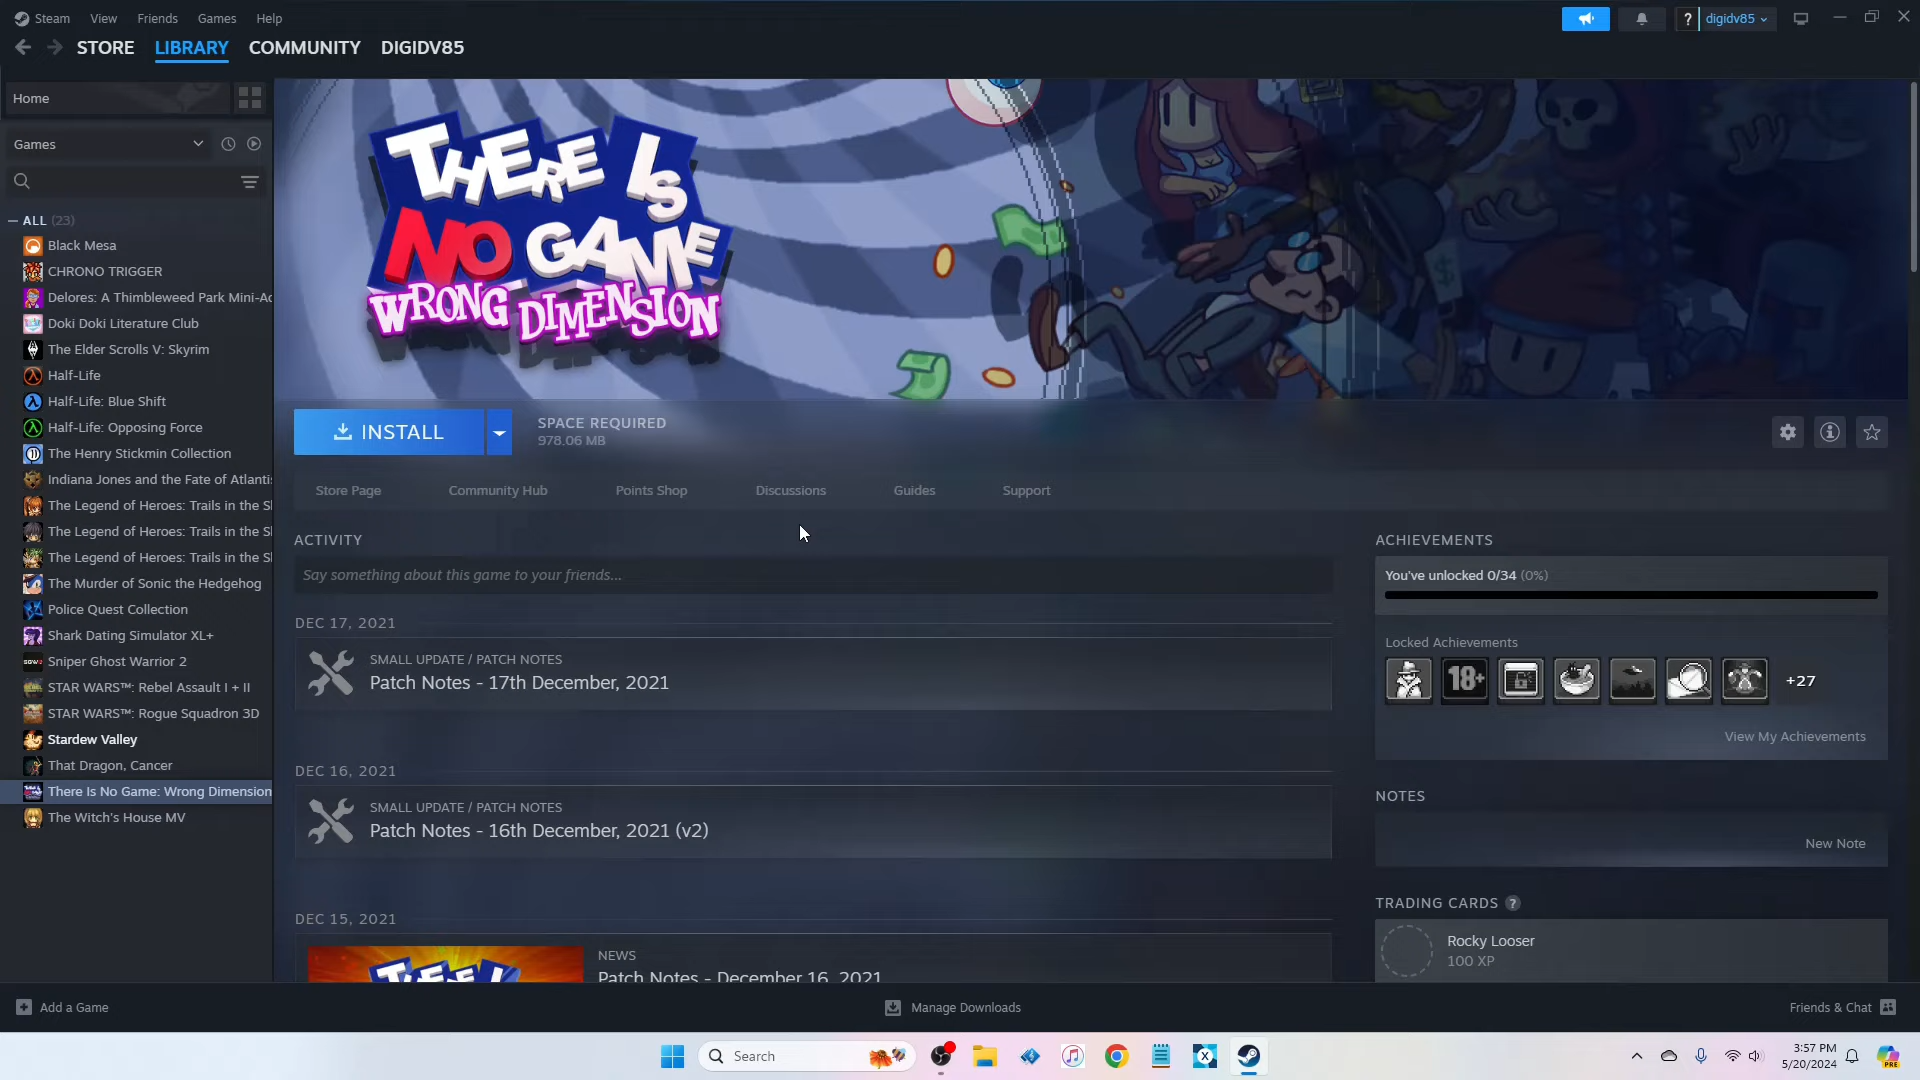 Steam View Friends Games Help
? digidv85
STORE LIBRARY COMMUNITY DIGIDV85
Home
Games
ALL (23)
Black Mesa
CHRONO TRIGGER
Delores: A Thimbleweed Park Mini-Ad
Doki Doki Literature Club
The Elder Scrolls V: Skyrim
Half-Life
Half-Life: Blue Shift
Half-Life: Opposing Force
The Henry Stickmin Collection
Indiana Jones and the Fate of Atlantis
The Legend of Heroes: Trails in the S
The Legend of Heroes: Trails in the S
The Legend of Heroes: Trails in the S
The Murder of Sonic the Hedgehog
Police Quest Collection
Shark Dating Simulator XL+
Sniper Ghost Warrior 2
STAR WARS™: Rebel Assault I + II
STAR WARS™: Rogue Squadron 3D
Stardew Valley
That Dragon, Cancer
There Is No Game: Wrong Dimension
The Witch's House MV
THERE IS
NO GAME
WRONG DIMENSION
INSTALL
SPACE REQUIRED
978.06 MB
Store Page Community Hub Points Shop Discussions Guides Support
ACTIVITY
Say something about this game to your friends...
DEC 17, 2021
SMALL UPDATE / PATCH NOTES
Patch Notes - 17th December, 2021
DEC 16, 2021
SMALL UPDATE / PATCH NOTES
Patch Notes - 16th December, 2021 (v2)
DEC 15, 2021
NEWS
Patch Notes - December 16, 2021
ACHIEVEMENTS
You've unlocked 0/34 (0%)
Locked Achievements
18+
+27
View My Achievements
NOTES
New Note
TRADING CARDS ?
Rocky Looser
100 XP
Add a Game
Manage Downloads
Friends & Chat
Search
3:57 PM
5/20/2024
PRE